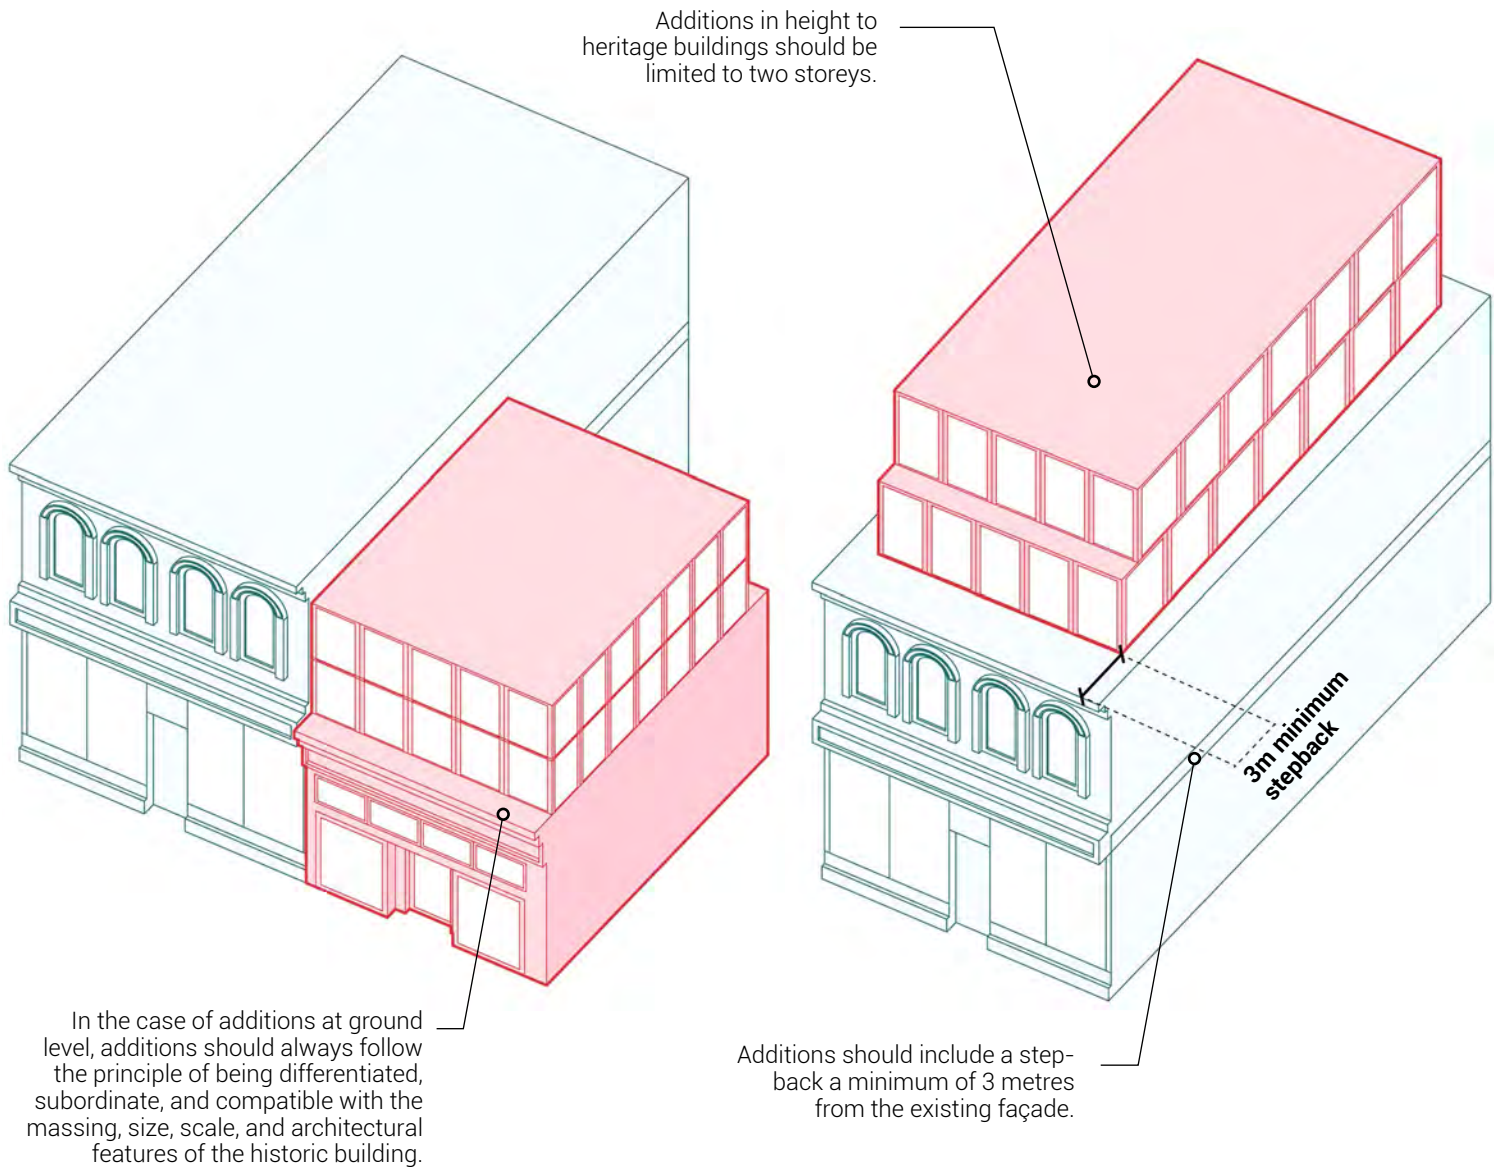 Additions in height to
heritage buildings should be
limited to two storeys.
3m minimum
stepback
In the case of additions at ground
level, additions should always follow
the principle of being differentiated,
subordinate, and compatible with the
massing, size, scale, and architectural
features of the historic building.
Additions should include a step-
back a minimum of 3 metres
from the existing façade.